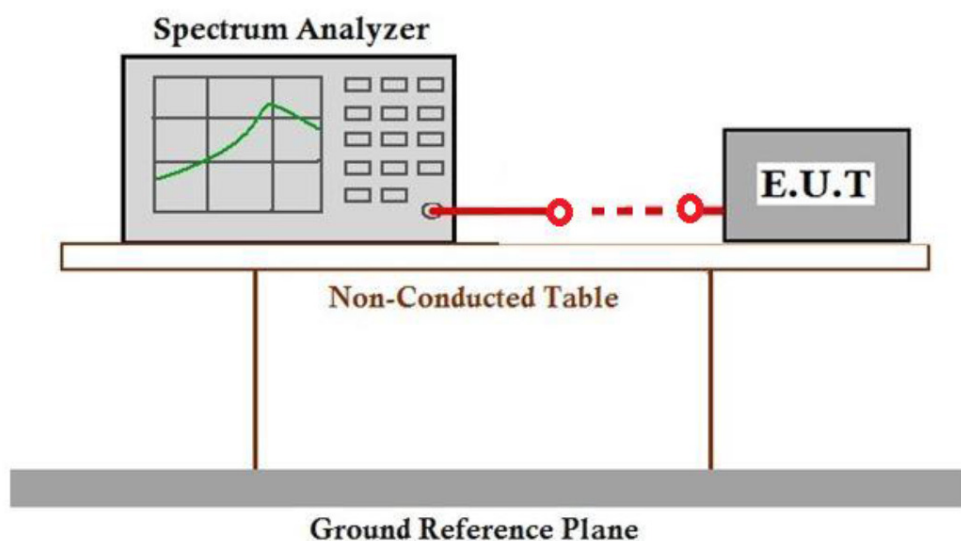 Spectrum Analyzer
E.U.T
Non-Conducted Table
Ground Reference Plane